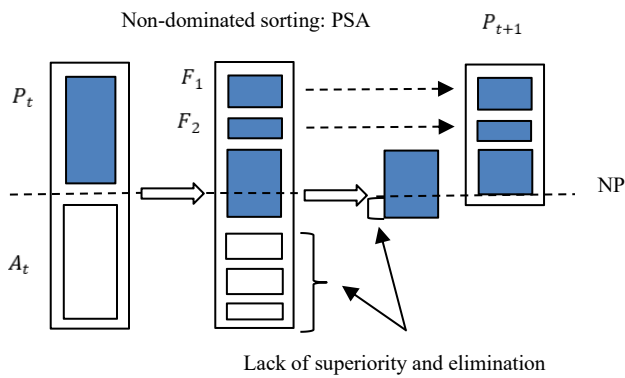 Non-dominated sorting: PSA
P_{t+1}
P_t
F_1
F_2
NP
A_t
Lack of superiority and elimination